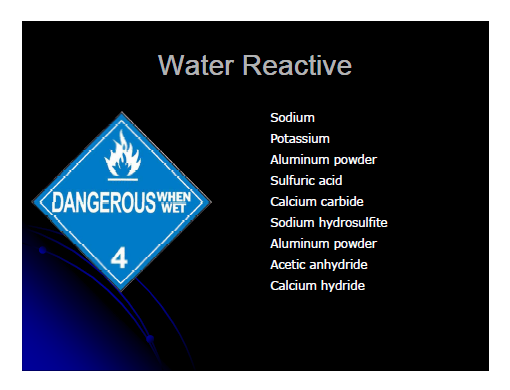 Water Reactive
DANGEROUS WHEN WET
4
Sodium
Potassium
Aluminum powder
Sulfuric acid
Calcium carbide
Sodium hydrosulfite
Aluminum powder
Acetic anhydride
Calcium hydride